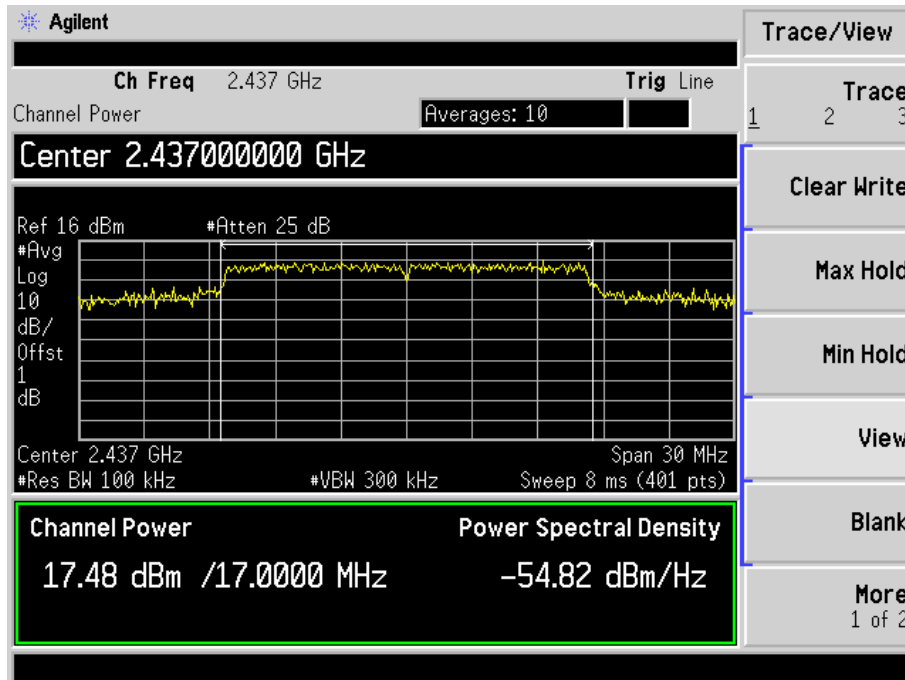 Agilent
Ch Freq 2.437 GHz Trig Line
Channel Power Averages: 10
Center 2.437000000 GHz
Ref 16 dBm #Atten 25 dB
#Avg
Log
10
dB/
Offst
1
dB
Center 2.437 GHz Span 30 MHz
#Res BW 100 kHz #VBW 300 kHz Sweep 8 ms (401 pts)
Channel Power Power Spectral Density
17.48 dBm /17.0000 MHz -54.82 dBm/Hz
Trace/View
Trace
1 2 3
Clear Write
Max Hold
Min Hold
View
Blank
More
1 of 2